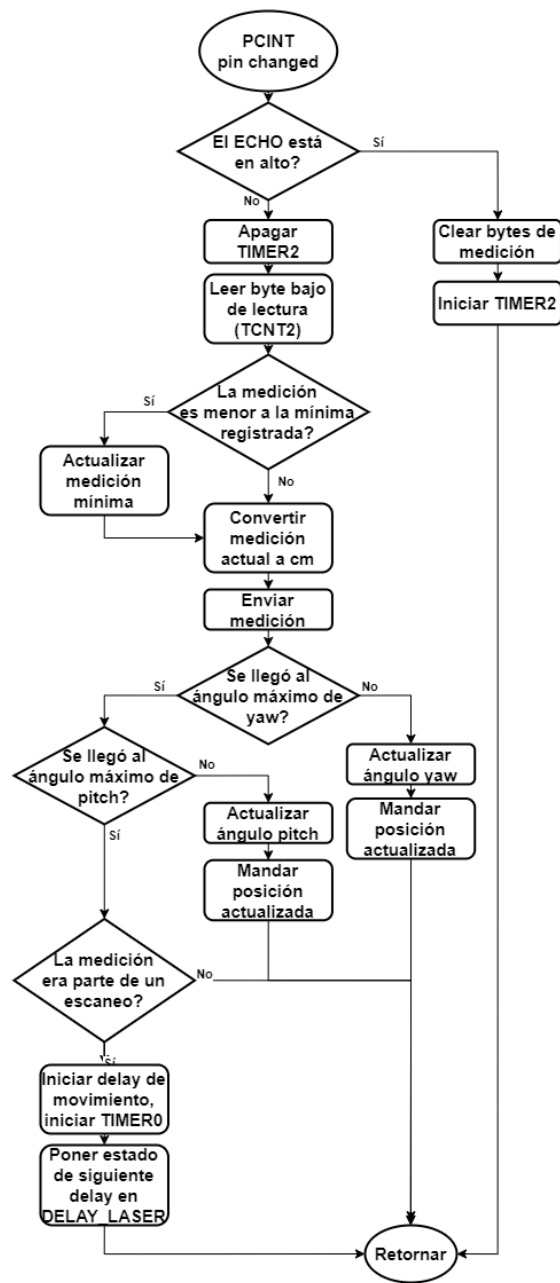 PCINT
pin changed
El ECHO está
en alto?
Sí
No
Apagar
TIMER2
Clear bytes de
medición
Leer byte bajo
de lectura
(TCNT2)
Iniciar TIMER2
La medición
es menor a la mínima
registrada?
Sí
No
Actualizar
medición
mínima
Convertir
medición
actual a cm
Enviar
medición
Se llegó al
ángulo máximo de
yaw?
Sí
No
Se llegó al
ángulo máximo de
pitch?
No
Sí
Actualizar
ángulo yaw
Actualizar
ángulo pitch
Mandar
posición
actualizada
Mandar
posición
actualizada
La medición
era parte de un
escaneo?
No
Sí
Iniciar delay de
movimiento,
iniciar TIMER0
Poner estado
de siguiente
delay en
DELAY_LASER
Retornar